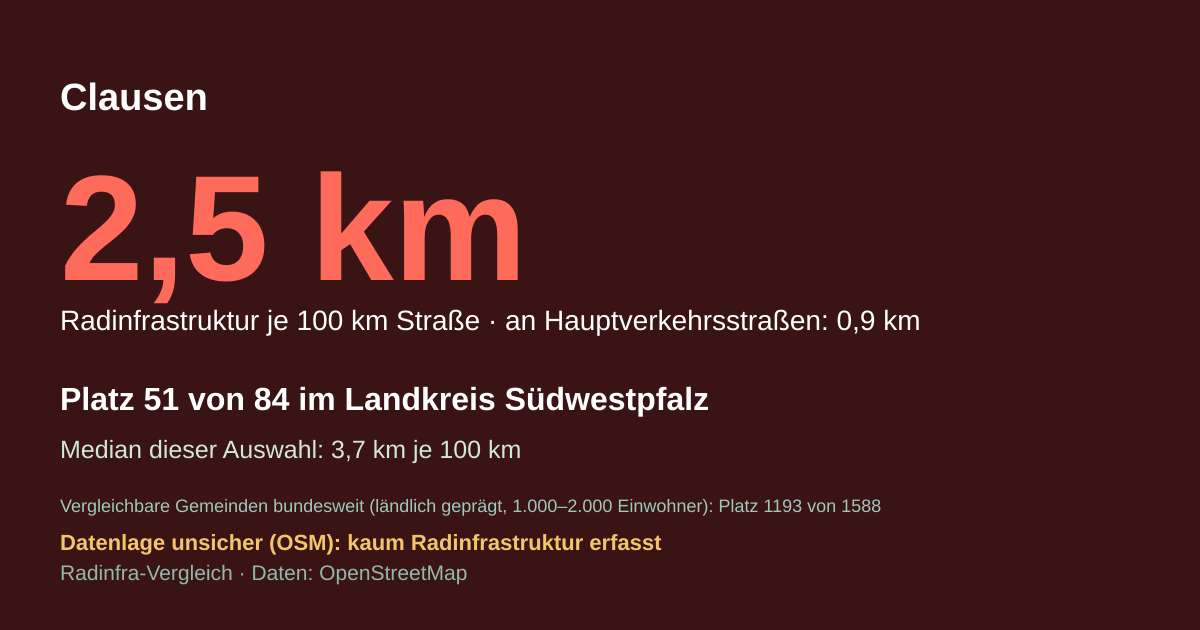 Clausen
2,5 km
Radinfrastruktur je 100 km Straße · an Hauptverkehrsstraßen: 0,9 km
Platz 51 von 84 im Landkreis Südwestpfalz
Median dieser Auswahl: 3,7 km je 100 km
Vergleichbare Gemeinden bundesweit (ländlich geprägt, 1.000–2.000 Einwohner): Platz 1193 von 1588
Datenlage unsicher (OSM): kaum Radinfrastruktur erfasst
Radinfra-Vergleich · Daten: OpenStreetMap